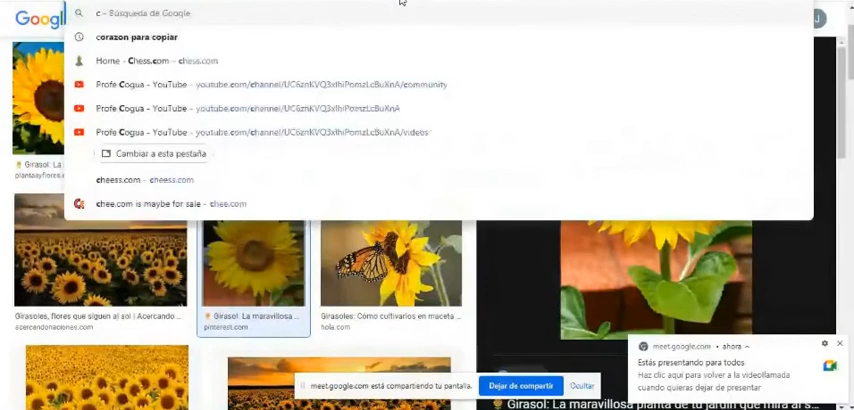 Googl
c - Búsqueda de Google
J
corazon para copiar
Home - Chess.com - chess.com
Profe Cogua - YouTube - youtube.com/channel/UC6znKVQ3xIhiPomzLcBuXnA/community
Profe Cogua - YouTube - youtube.com/channel/UC6znKVQ3xIhiPomzLcBuXnA
Profe Cogua - YouTube - youtube.com/channel/UC6znKVQ3xIhiPomzLcBuXnA/videos
Cambiar a esta pestaña
cheess.com - cheess.com
chee.com is maybe for sale - chee.com
Girasol: La
plantasyflores
Girasoles, flores que siguen al sol | Acercando ...
acercandonaciones.com
Girasol: La maravillosa ...
pinterest.com
Girasoles: Cómo cultivarlos en maceta ...
hola.com
meet.google.com • ahora
Estás presentando para todos
Haz clic aquí para volver a la videollamada
cuando quieras dejar de presentar
meet.google.com está compartiendo tu pantalla.
Dejar de compartir
Ocultar
Girasol: La maravillosa planta de tu jardín que mira al s...